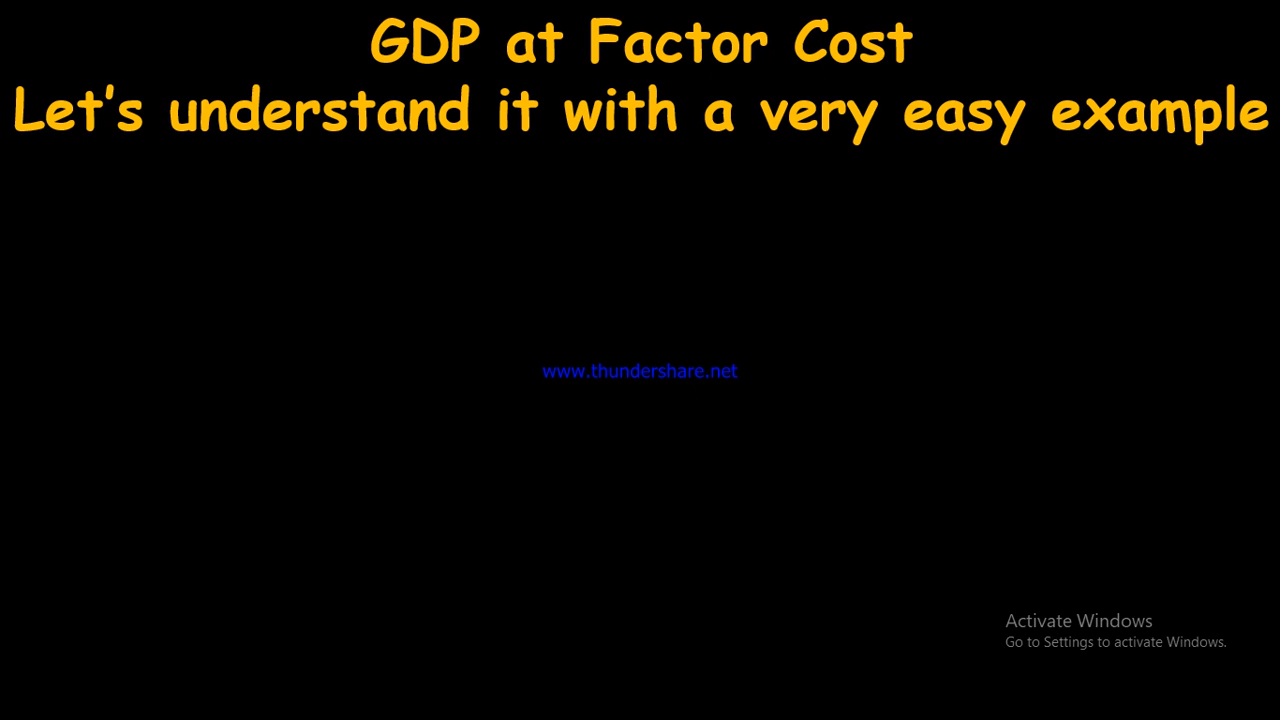 GDP at Factor Cost
Let's understand it with a very easy example
www.thundershare.net
Activate Windows
Go to Settings to activate Windows.